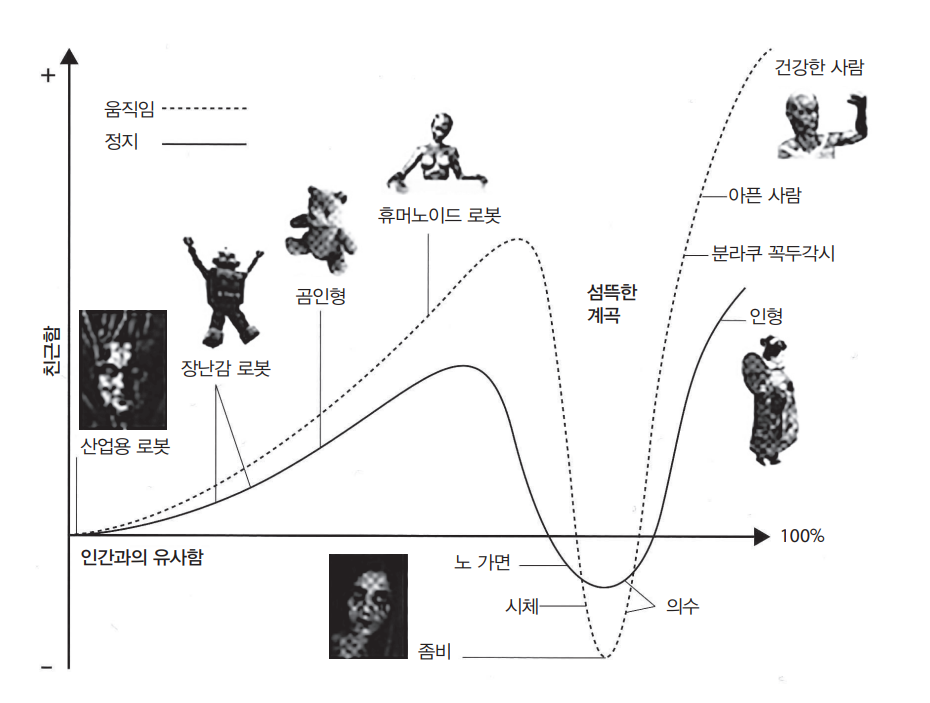 +
움직임
정지
건강한 사람
아픈 사람
휴머노이드 로봇
분라쿠 꼭두각시
곰인형
섬뜩한
계곡
인형
친근함
장난감 로봇
산업용 로봇
100%
인간과의 유사함
노 가면
시체
의수
좀비
−